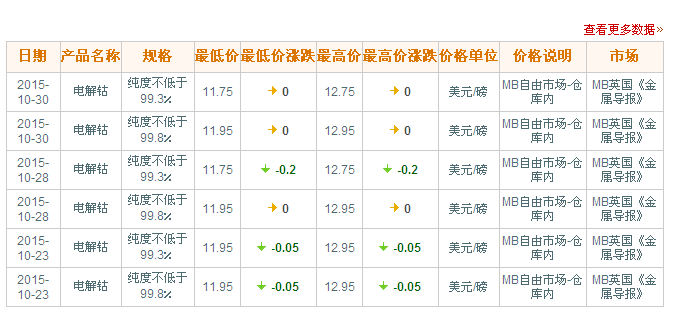 查看更多数据»
日期 产品名称 规格 最低价 最低价涨跌 最高价 最高价涨跌 价格单位 价格说明 市场
2015-10-30 电解钴 纯度不低于99.3% 11.75 0 12.75 0 美元/磅 MB自由市场-仓库内 MB英国《金属导报》
2015-10-30 电解钴 纯度不低于99.8% 11.95 0 12.95 0 美元/磅 MB自由市场-仓库内 MB英国《金属导报》
2015-10-28 电解钴 纯度不低于99.3% 11.75 -0.2 12.75 -0.2 美元/磅 MB自由市场-仓库内 MB英国《金属导报》
2015-10-28 电解钴 纯度不低于99.8% 11.95 0 12.95 0 美元/磅 MB自由市场-仓库内 MB英国《金属导报》
2015-10-23 电解钴 纯度不低于99.3% 11.95 -0.05 12.95 -0.05 美元/磅 MB自由市场-仓库内 MB英国《金属导报》
2015-10-23 电解钴 纯度不低于99.8% 11.95 -0.05 12.95 -0.05 美元/磅 MB自由市场-仓库内 MB英国《金属导报》